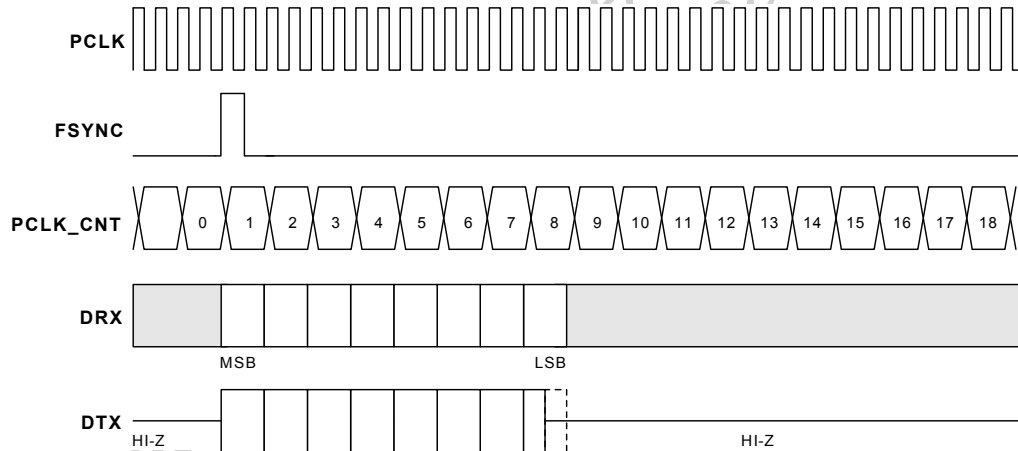 PCLK
FSYNC
PCLK_CNT 0 1 2 3 4 5 6 7 8 9 10 11 12 13 14 15 16 17 18
DRX
MSB LSB
DTX
HI-Z HI-Z